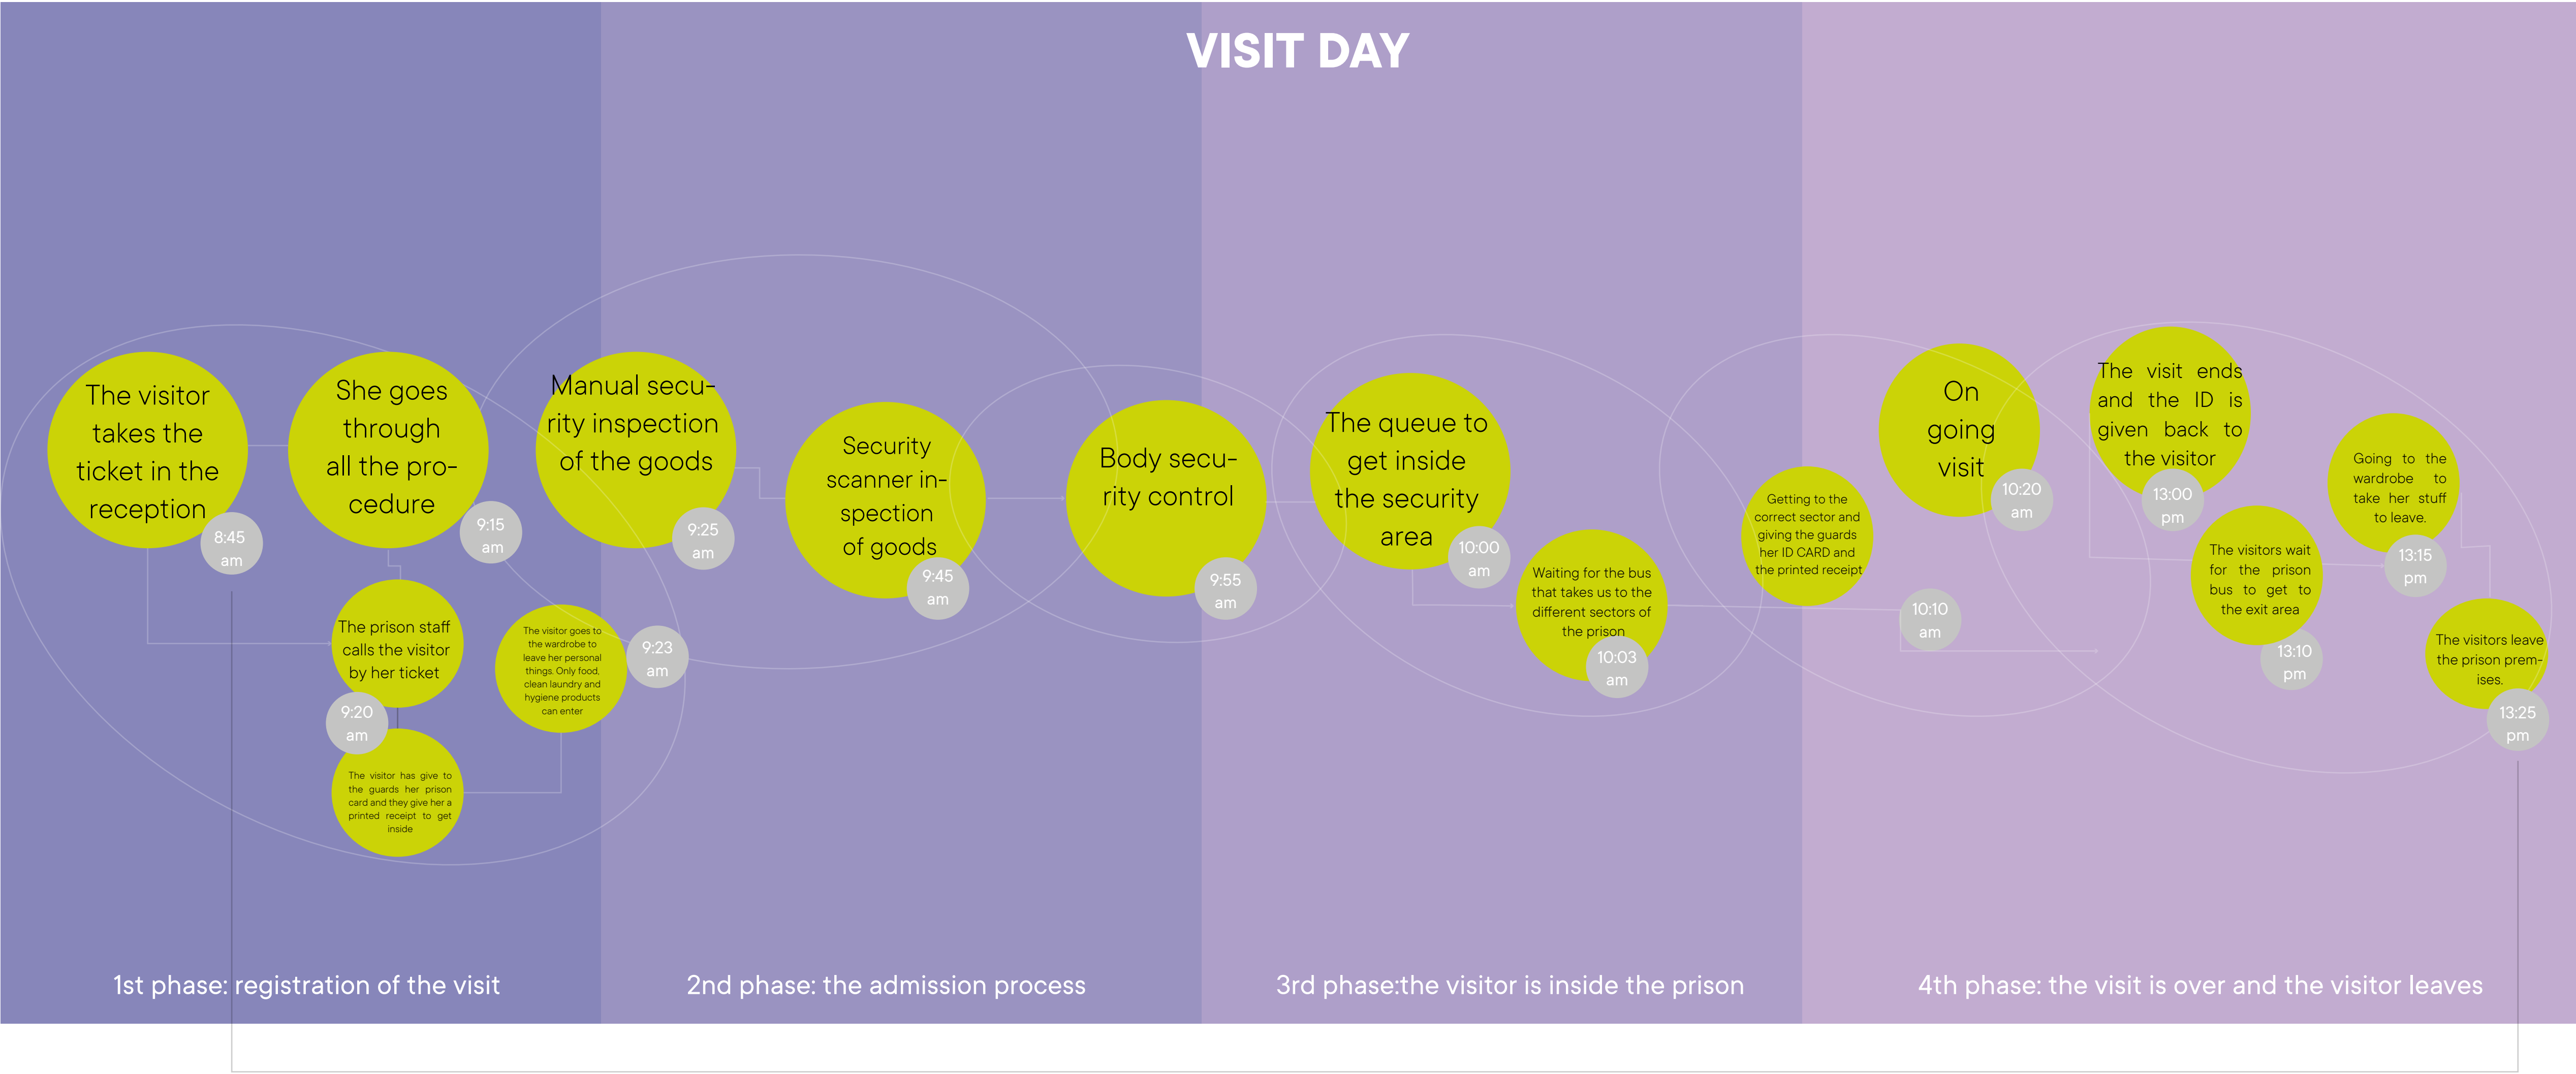 VISIT DAY
The visitor
takes the
ticket in the
reception
8:45
am
She goes
through
all the pro-
cedure
9:15
am
The prison staff
calls the visitor
by her ticket
9:20
am
The visitor has give to
the guards her prison
card and they give her a
printed receipt to get
inside
The visitor goes to
the wardrobe to
leave her personal
things. Only food,
clean laundry and
hygiene products
can enter
9:23
am
Manual secu-
rity inspection
of the goods
9:25
am
Security
scanner in-
spection
of goods
9:45
am
Body secu-
rity control
9:55
am
The queue to
get inside
the security
area
10:00
am
Waiting for the bus
that takes us to the
different sectors of
the prison
10:03
am
Getting to the
correct sector and
giving the guards
her ID CARD and
the printed receipt
10:10
am
On
going
visit
10:20
am
The visit ends
and the ID is
given back to
the visitor
13:00
pm
The visitors wait
for the prison
bus to get to
the exit area
13:10
pm
Going to the
wardrobe to
take her stuff
to leave.
13:15
pm
The visitors leave
the prison prem-
ises.
13:25
pm
1st phase: registration of the visit
2nd phase: the admission process
3rd phase:the visitor is inside the prison
4th phase: the visit is over and the visitor leaves